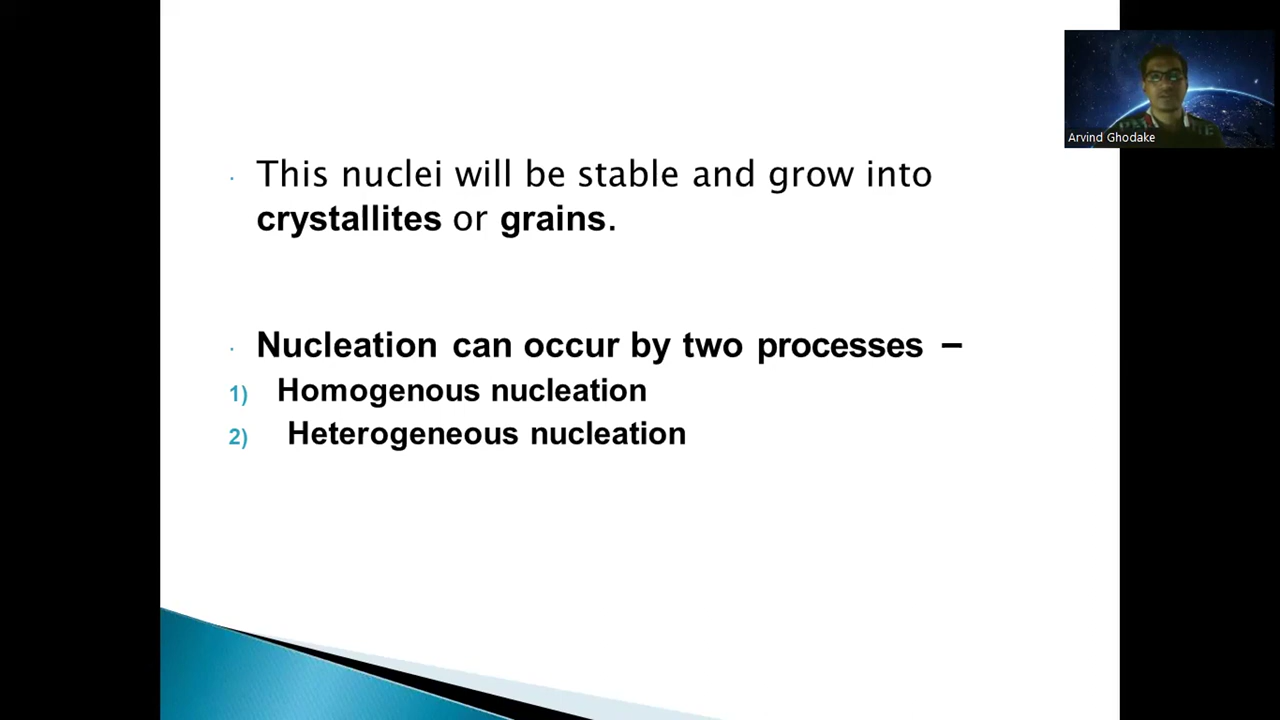 Arvind Ghodake
· This nuclei will be stable and grow into
crystallites or grains.
· Nucleation can occur by two processes –
1) Homogenous nucleation
2) Heterogeneous nucleation